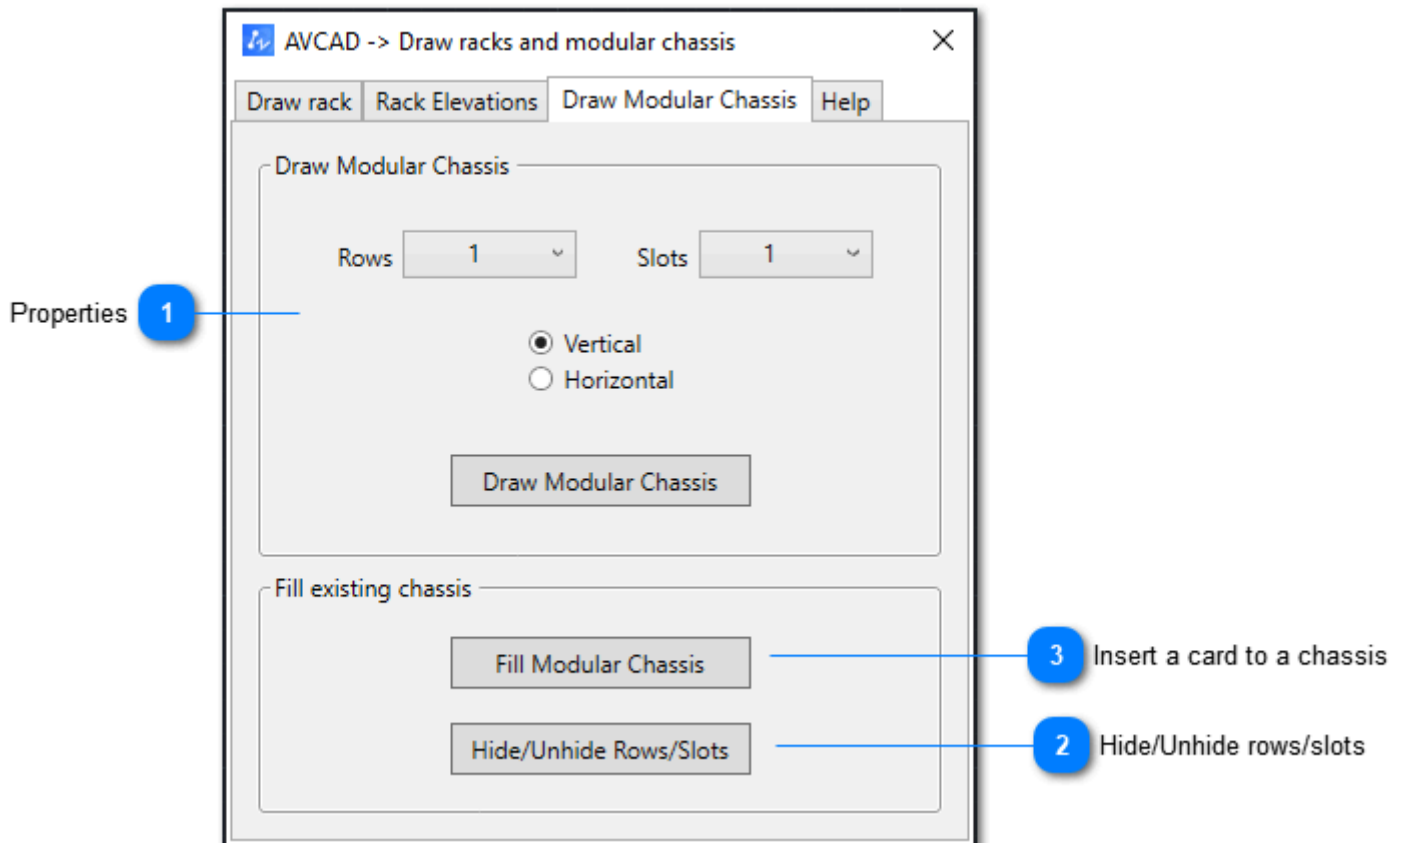 AVCAD -> Draw racks and modular chassis
Draw rack Rack Elevations Draw Modular Chassis Help
Draw Modular Chassis
Rows 1 Slots 1
Properties 1
Vertical
Horizontal
Draw Modular Chassis
Fill existing chassis
Fill Modular Chassis 3 Insert a card to a chassis
Hide/Unhide Rows/Slots 2 Hide/Unhide rows/slots